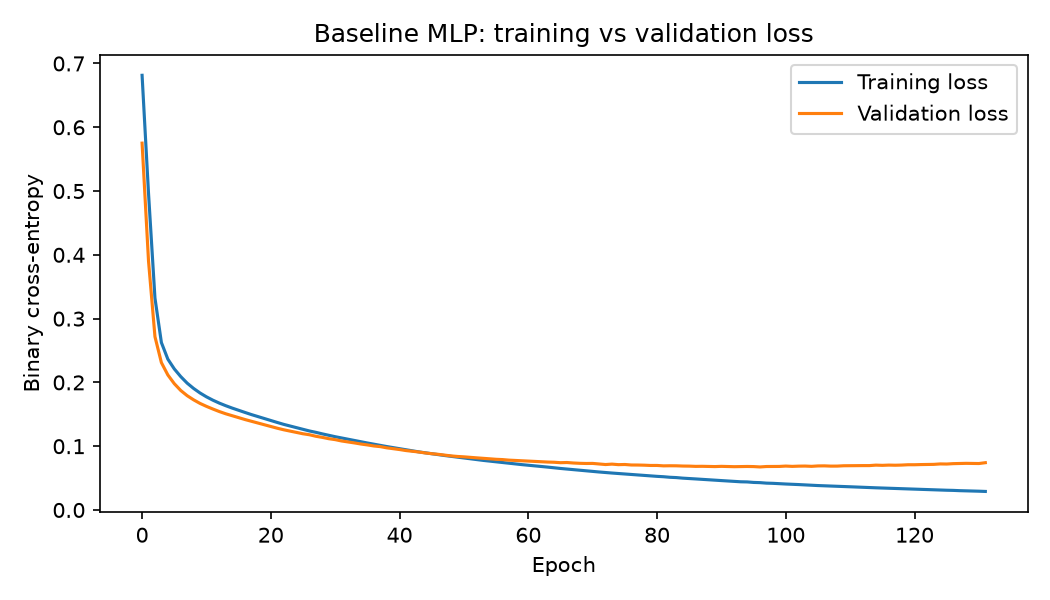 Baseline MLP: training vs validation loss
Training loss
Validation loss
Binary cross-entropy
0.7
0.6
0.5
0.4
0.3
0.2
0.1
0.0
0 20 40 60 80 100 120
Epoch